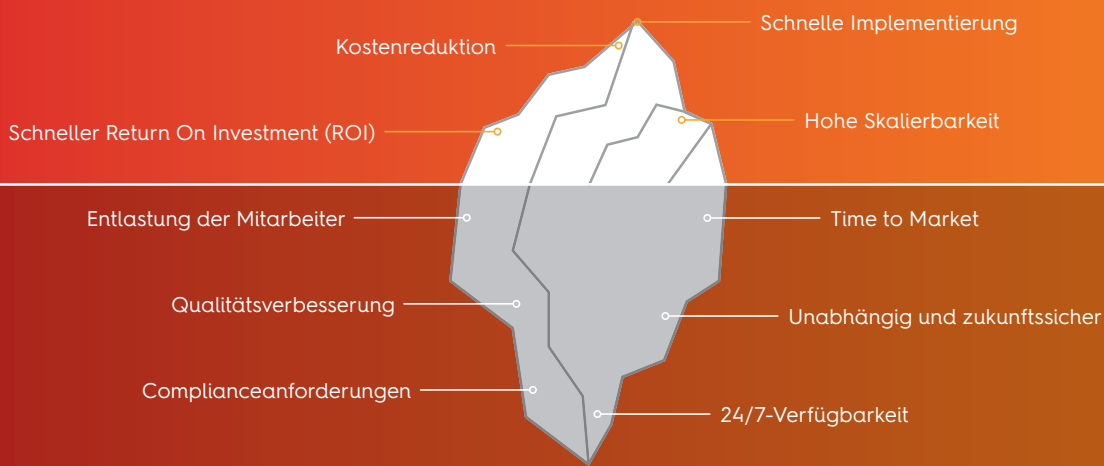 Schnelle Implementierung
Kostenreduktion
Schneller Return On Investment (ROI)
Hohe Skalierbarkeit
Entlastung der Mitarbeiter
Time to Market
Qualitätsverbesserung
Unabhängig und zukunftssicher
Complianceanforderungen
24/7-Verfügbarkeit